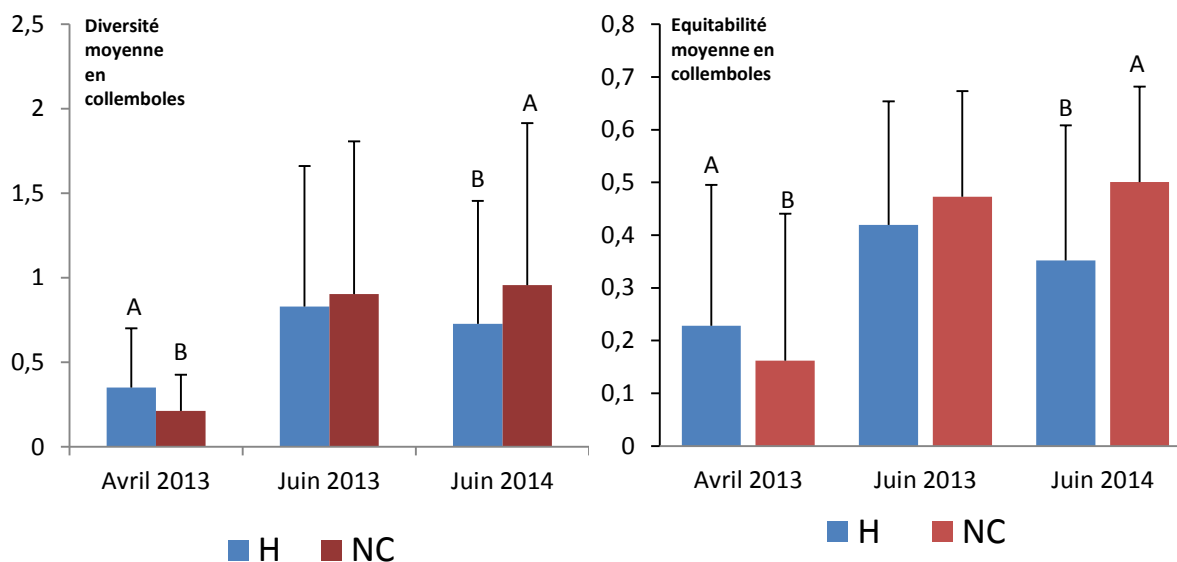 2,5
Diversité
moyenne
en
collemboles
2
1,5
1
0,5
0
A
B
B
A
Avril 2013
Juin 2013
Juin 2014
H
NC
0,8
Equitabilité
moyenne en
collemboles
0,7
0,6
0,5
0,4
0,3
0,2
0,1
0
A
B
B
A
Avril 2013
Juin 2013
Juin 2014
H
NC